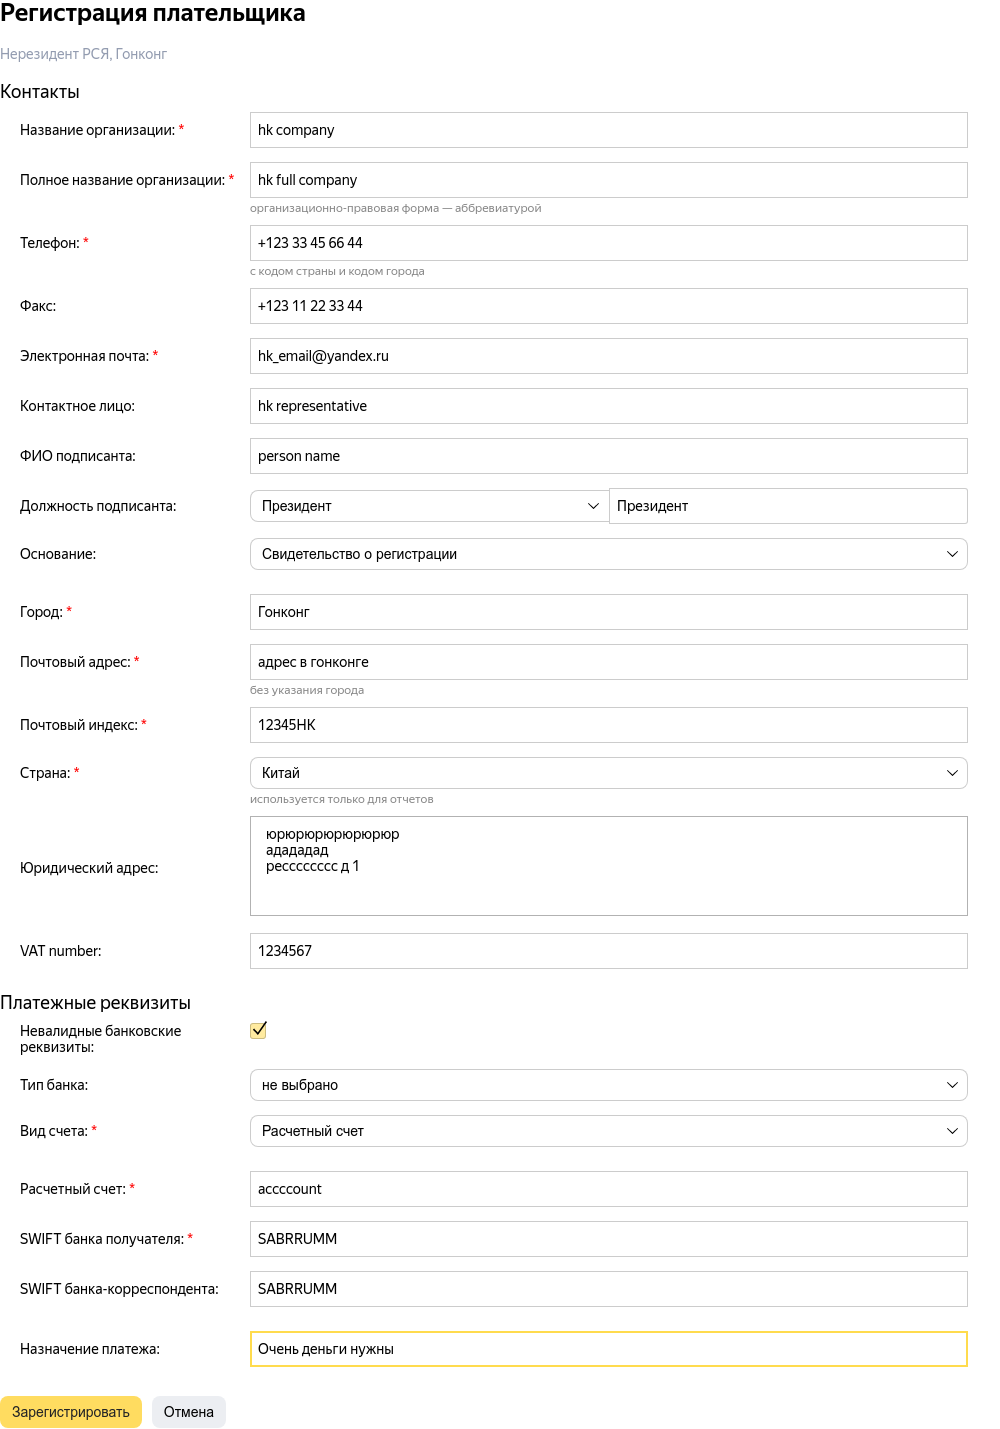 Регистрация плательщика
Нерезидент РСЯ, Гонконг
Контакты
Название организации: * hk company
Полное название организации: * hk full company
организационно-правовая форма — аббревиатурой
Телефон: * +123 33 45 66 44
с кодом страны и кодом города
Факс: +123 11 22 33 44
Электронная почта: * hk_email@yandex.ru
Контактное лицо: hk representative
ФИО подписанта: person name
Должность подписанта: Президент Президент
Основание: Свидетельство о регистрации
Город: * Гонконг
Почтовый адрес: * адрес в гонконге
без указания города
Почтовый индекс: * 12345HK
Страна: * Китай
используется только для отчетов
Юридический адрес:
юрюрюрюрюрюрюр
адададад
ресссссссс д 1
VAT number: 1234567
Платежные реквизиты
Невалидные банковские
реквизиты:
Тип банка: не выбрано
Вид счета: * Расчетный счет
Расчетный счет: * accccount
SWIFT банка получателя: * SABRRUMM
SWIFT банка-корреспондента: SABRRUMM
Назначение платежа: Очень деньги нужны
Зарегистрировать Отмена